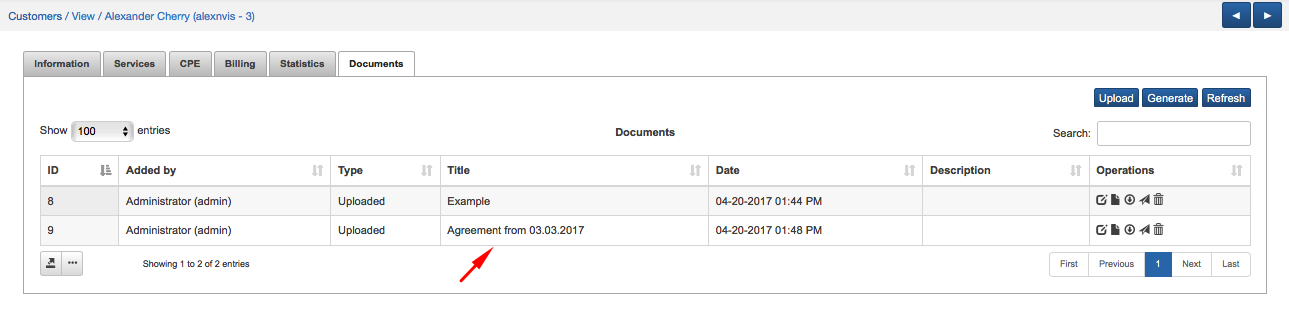 Customers / View / Alexander Cherry (alexnvis - 3)
Information Services CPE Billing Statistics Documents
Upload Generate Refresh
Show 100 entries Documents Search:
ID Added by Type Title Date Description Operations
8 Administrator (admin) Uploaded Example 04-20-2017 01:44 PM
9 Administrator (admin) Uploaded Agreement from 03.03.2017 04-20-2017 01:48 PM
Showing 1 to 2 of 2 entries First Previous 1 Next Last